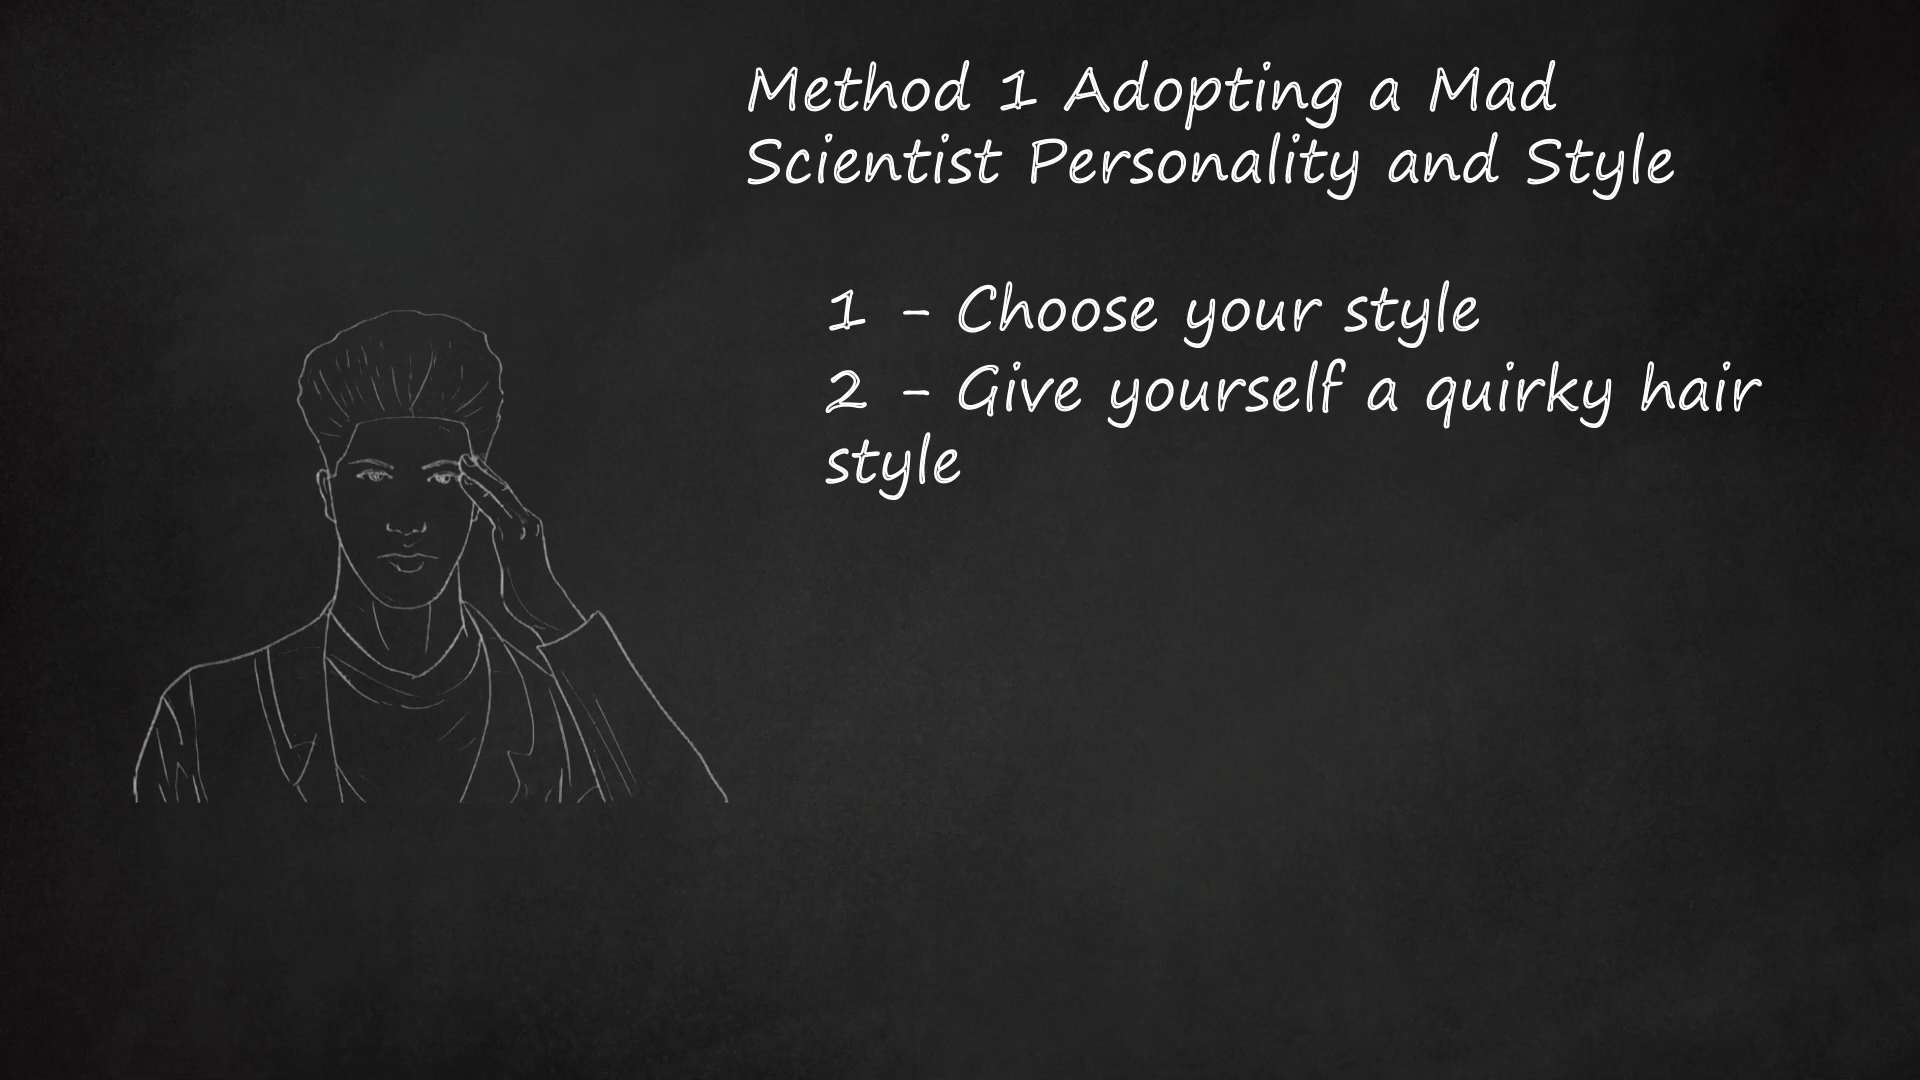 Method 1 Adopting a Mad
Scientist Personality and Style
1 - Choose your style
2 - Give yourself a quirky hair
style